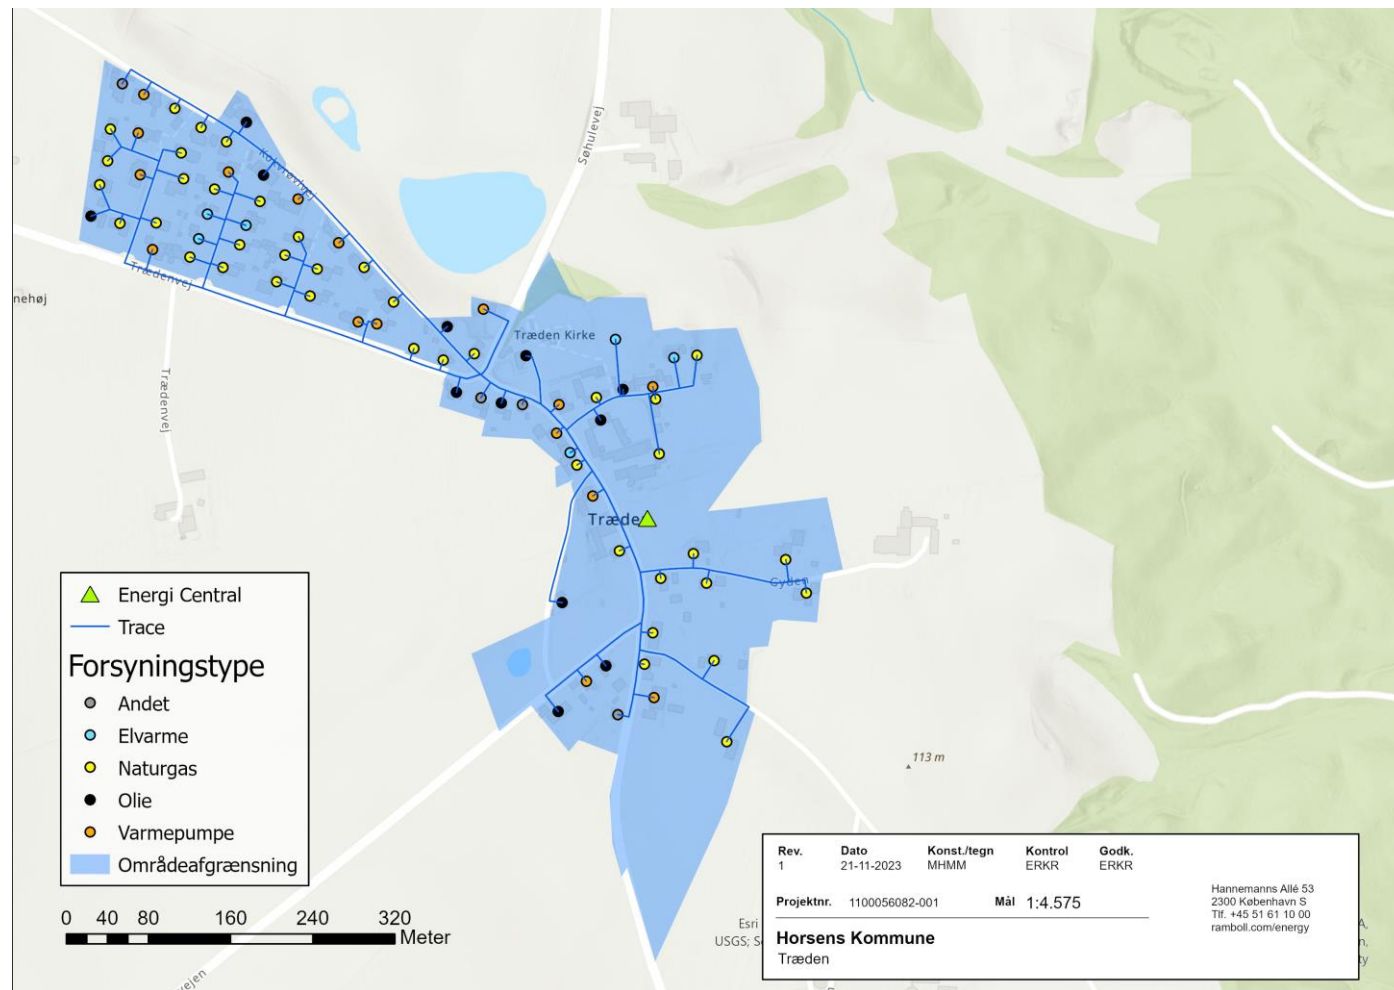 Kokvrevlvej
Søhulevej
Trædenvej
nehøj
Træden Kirke
Trædenvej
Træde
Gyden
113 m
vejen
Energi Central
Trace
Forsyningstype
Andet
Elvarme
Naturgas
Olie
Varmepumpe
Områdeafgrænsning
0 40 80 160 240 320
Meter
Rev. Dato Konst./tegn Kontrol Godk.
1 21-11-2023 MHMM ERKR ERKR
Projektnr. 1100056082-001 Mål 1:4.575
Horsens Kommune
Træden
Hannemanns Allé 53
2300 København S
Tlf. +45 51 61 10 00
ramboll.com/energy
Esri
USGS;